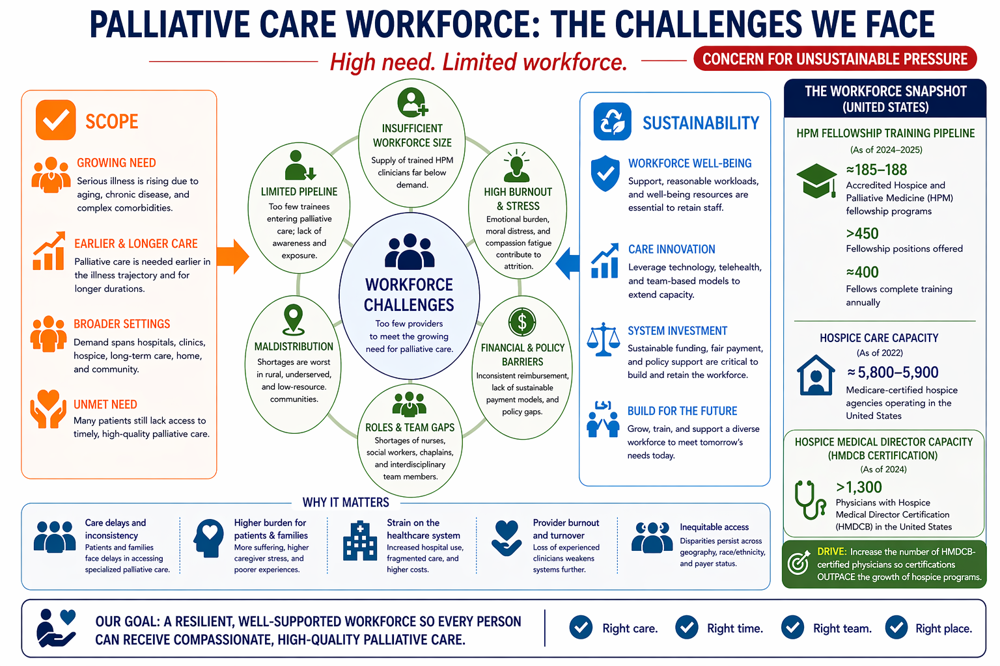 PALLIATIVE CARE WORKFORCE: THE CHALLENGES WE FACE
High need. Limited workforce.
CONCERN FOR UNSUSTAINABLE PRESSURE
SCOPE
GROWING NEED
Serious illness is rising due to
aging, chronic disease, and
complex comorbidities.
EARLIER & LONGER CARE
Palliative care is needed earlier in
the illness trajectory and for
longer durations.
BROADER SETTINGS
Demand spans hospitals, clinics,
hospice, long-term care, home,
and community.
UNMET NEED
Many patients still lack access to
timely, high-quality palliative care.
INSUFFICIENT
WORKFORCE SIZE
Supply of trained HPM
clinicians far below
demand.
LIMITED PIPELINE
Too few trainees
entering palliative
care; lack of
awareness and
exposure.
HIGH BURNOUT
& STRESS
Emotional burden,
moral distress, and
compassion fatigue
contribute to
attrition.
WORKFORCE
CHALLENGES
Too few providers
to meet the growing
need for palliative care.
MALDISTRIBUTION
Shortages are worst
in rural, underserved,
and low-resource.
communities.
FINANCIAL & POLICY
BARRIERS
Inconsistent reimbursement,
lack of sustainable
payment models, and
policy gaps.
ROLES & TEAM GAPS
Shortages of nurses,
social workers, chaplains,
and interdisciplinary
team members.
SUSTAINABILITY
WORKFORCE WELL-BEING
Support, reasonable workloads,
and well-being resources are
essential to retain staff.
CARE INNOVATION
Leverage technology, telehealth,
and team-based models to
extend capacity.
SYSTEM INVESTMENT
Sustainable funding, fair payment,
and policy support are critical to
build and retain the workforce.
BUILD FOR THE FUTURE
Grow, train, and support a diverse
workforce to meet tomorrow's
needs today.
THE WORKFORCE SNAPSHOT
(UNITED STATES)
HPM FELLOWSHIP TRAINING PIPELINE
(As of 2024–2025)
≈185–188
Accredited Hospice and
Palliative Medicine (HPM)
fellowship programs
>450
Fellowship positions offered
≈400
Fellows complete training
annually
HOSPICE CARE CAPACITY
(As of 2022)
≈ 5,800–5,900
Medicare-certified hospice
agencies operating in the
United States
HOSPICE MEDICAL DIRECTOR CAPACITY
(HMDCB CERTIFICATION)
(As of 2024)
>1,300
Physicians with Hospice
Medical Director Certification
(HMDCB) in the United States
DRIVE: Increase the number of HMDCB-
certified physicians so certifications
OUTPACE the growth of hospice programs.
WHY IT MATTERS
Care delays and
inconsistency
Patients and families
face delays in accessing
specialized palliative care.
Higher burden for
patients & families
More suffering, higher
caregiver stress, and
poorer experiences.
Strain on the
healthcare system
Increased hospital use,
fragmented care, and
higher costs.
Provider burnout
and turnover
Loss of experienced
clinicians weakens
systems further.
Inequitable access
Disparities persist across
geography, race/ethnicity,
and payer status.
OUR GOAL: A RESILIENT, WELL-SUPPORTED WORKFORCE SO EVERY PERSON
CAN RECEIVE COMPASSIONATE, HIGH-QUALITY PALLIATIVE CARE.
Right care.
Right time.
Right team.
Right place.